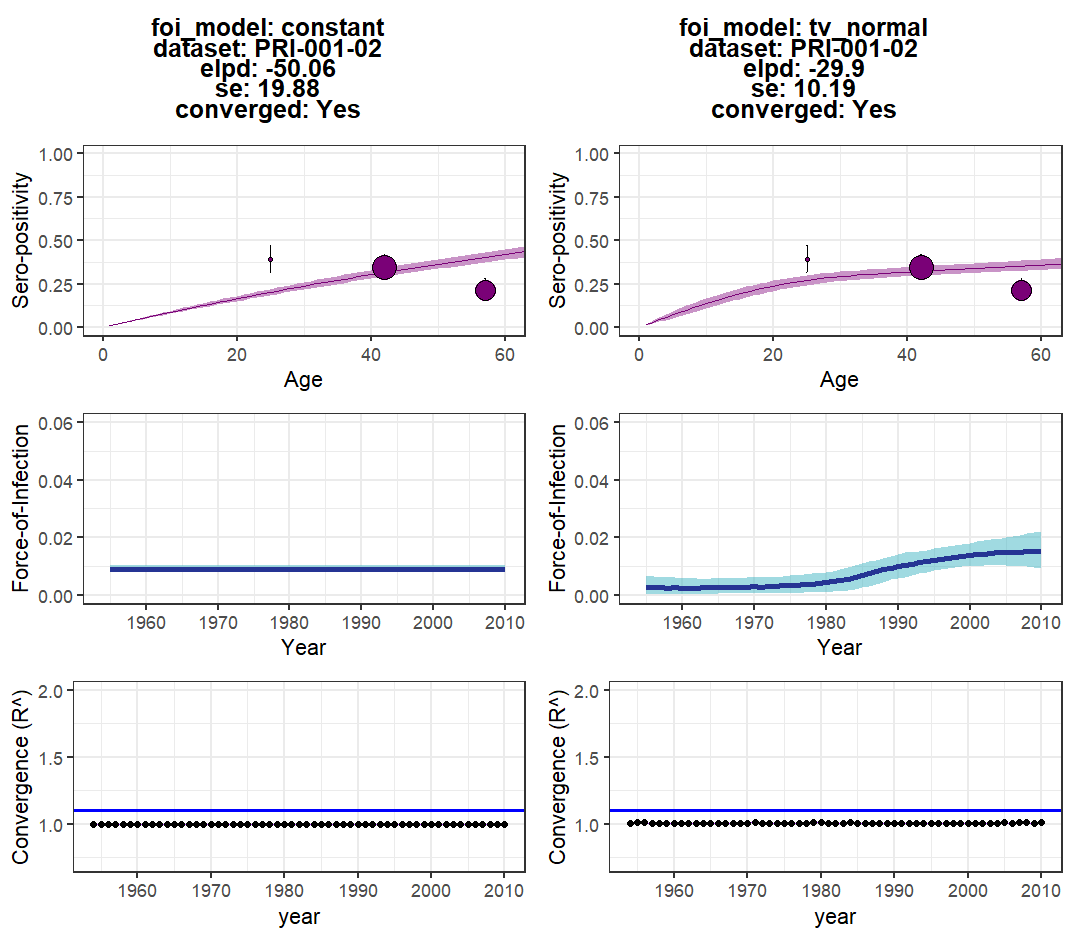 foi_model: constant
dataset: PRI-001-02
elpd: -50.06
se: 19.88
converged: Yes
1.00
0.75
0.50
0.25
0.00
Sero-positivity
0 20 40 60
Age
0.06
0.04
0.02
0.00
Force-of-Infection
1960 1970 1980 1990 2000 2010
Year
2.0
1.5
1.0
Convergence (R^)
1960 1970 1980 1990 2000 2010
year
foi_model: tv_normal
dataset: PRI-001-02
elpd: -29.9
se: 10.19
converged: Yes
1.00
0.75
0.50
0.25
0.00
Sero-positivity
0 20 40 60
Age
0.06
0.04
0.02
0.00
Force-of-Infection
1960 1970 1980 1990 2000 2010
Year
2.0
1.5
1.0
Convergence (R^)
1960 1970 1980 1990 2000 2010
year